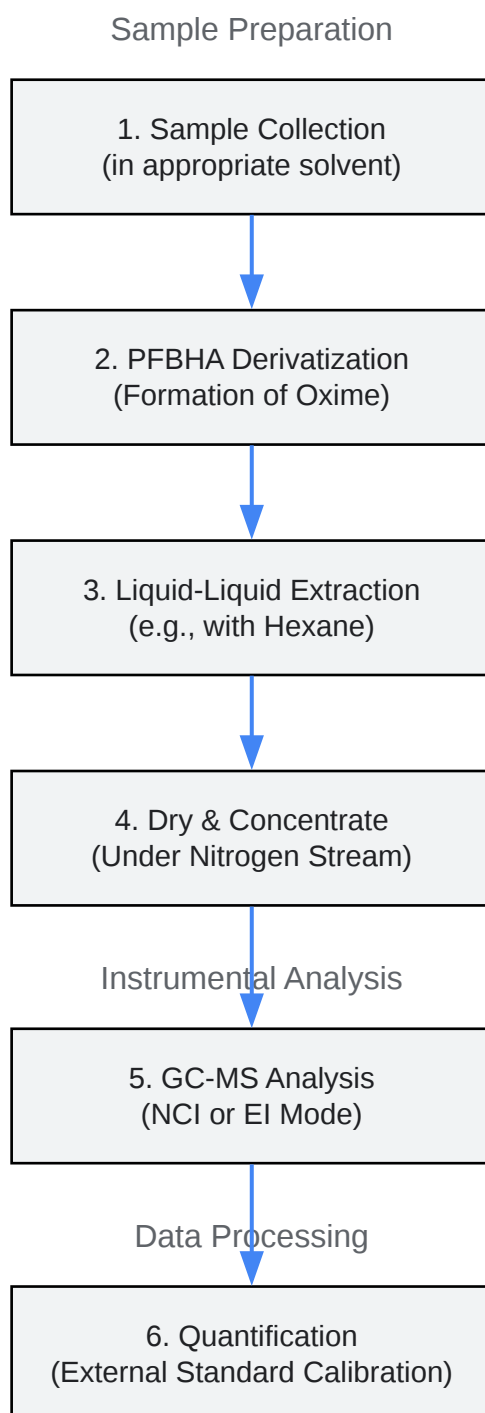 Sample Preparation
1. Sample Collection
(in appropriate solvent)
2. PFBHA Derivatization
(Formation of Oxime)
3. Liquid-Liquid Extraction
(e.g., with Hexane)
4. Dry & Concentrate
(Under Nitrogen Stream)
Instrumental Analysis
5. GC-MS Analysis
(NCI or EI Mode)
Data Processing
6. Quantification
(External Standard Calibration)